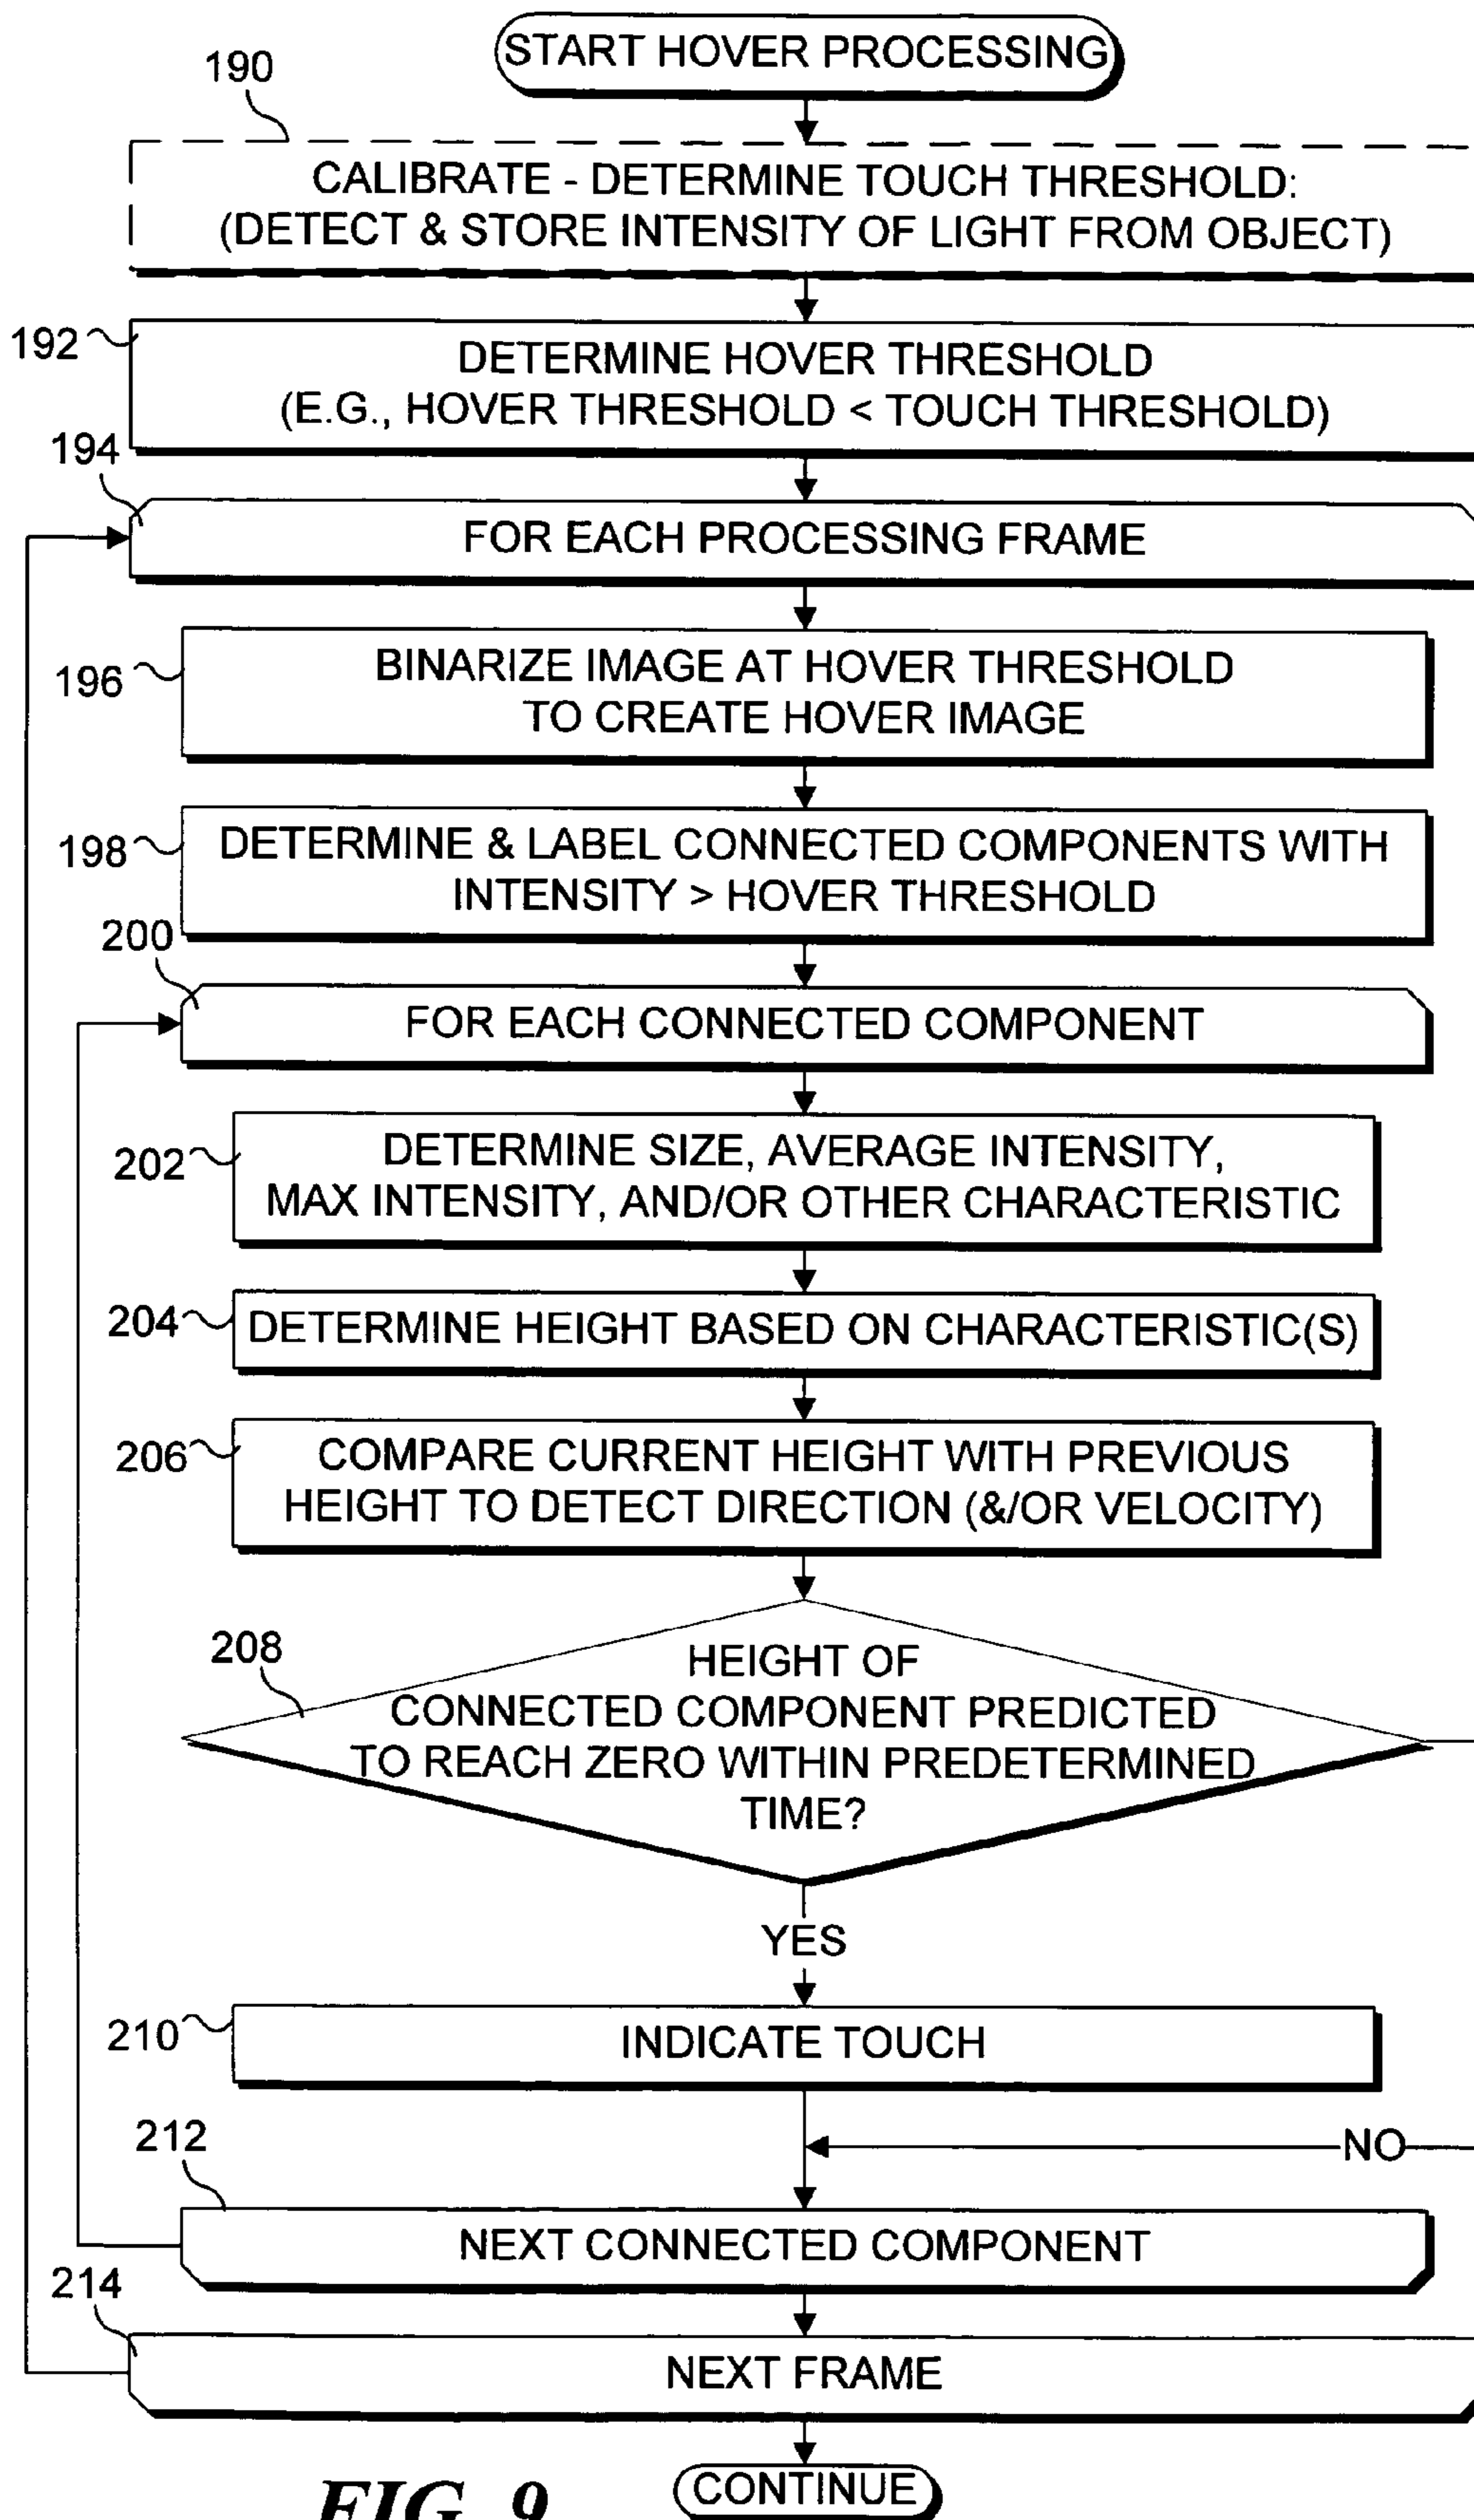 START HOVER PROCESSING
190
CALIBRATE - DETERMINE TOUCH THRESHOLD:
(DETECT & STORE INTENSITY OF LIGHT FROM OBJECT)
192
DETERMINE HOVER THRESHOLD
(E.G., HOVER THRESHOLD < TOUCH THRESHOLD)
194
FOR EACH PROCESSING FRAME
196
BINARIZE IMAGE AT HOVER THRESHOLD
TO CREATE HOVER IMAGE
198
DETERMINE & LABEL CONNECTED COMPONENTS WITH
INTENSITY > HOVER THRESHOLD
200
FOR EACH CONNECTED COMPONENT
202
DETERMINE SIZE, AVERAGE INTENSITY,
MAX INTENSITY, AND/OR OTHER CHARACTERISTIC
204
DETERMINE HEIGHT BASED ON CHARACTERISTIC(S)
206
COMPARE CURRENT HEIGHT WITH PREVIOUS
HEIGHT TO DETECT DIRECTION (&/OR VELOCITY)
208
HEIGHT OF
CONNECTED COMPONENT PREDICTED
TO REACH ZERO WITHIN PREDETERMINED
TIME?
YES
210
INDICATE TOUCH
NO
212
NEXT CONNECTED COMPONENT
214
NEXT FRAME
CONTINUE
FIG. 9